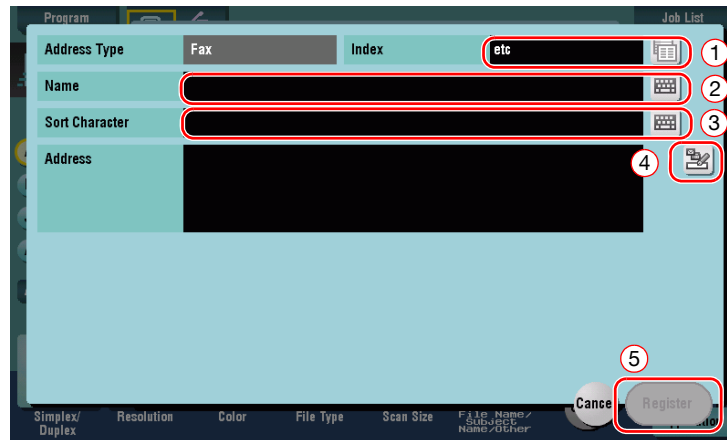 Program Job List
Address Type Fax Index etc 1
Name 2
Sort Character 3
Address 4
5
Cance Register
Simplex/ Duplex Resolution Color File Type Scan Size File Name/ Subject Name/Other